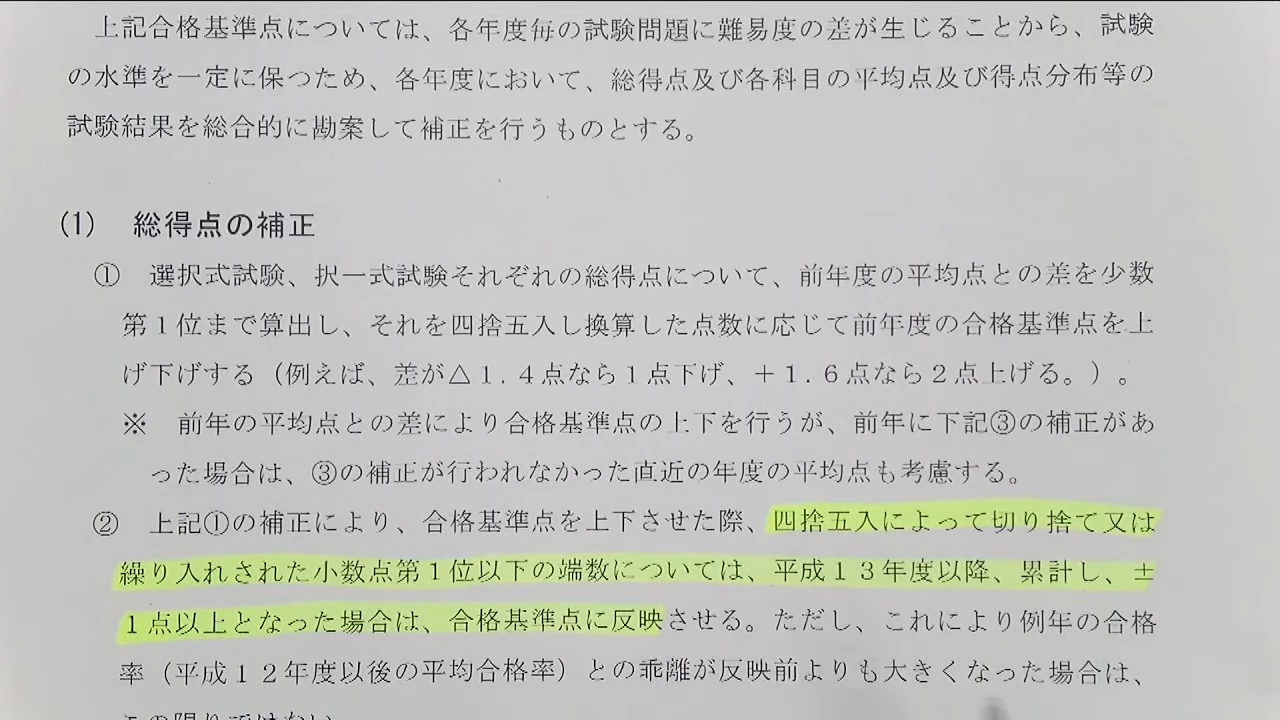 上記合格基準点については、各年度毎の試験問題に難易度の差が生じることから、試験
の水準を一定に保つため、各年度において、総得点及び各科目の平均点及び得点分布等の
試験結果を総合的に勘案して補正を行うものとする。
(1) 総得点の補正
① 選択式試験、択一式試験それぞれの総得点について、前年度の平均点との差を少数
第１位まで算出し、それを四捨五入し換算した点数に応じて前年度の合格基準点を上
げ下げする（例えば、差が△１.４点なら１点下げ、＋１.６点なら２点上げる。）。
※ 前年の平均点との差により合格基準点の上下を行うが、前年に下記③の補正があ
った場合は、③の補正が行われなかった直近の年度の平均点も考慮する。
② 上記①の補正により、合格基準点を上下させた際、四捨五入によって切り捨て又は
繰り入れされた小数点第１位以下の端数については、平成１３年度以降、累計し、±
１点以上となった場合は、合格基準点に反映させる。ただし、これにより例年の合格
率（平成１２年度以後の平均合格率）との乖離が反映前よりも大きくなった場合は、
この限りではない